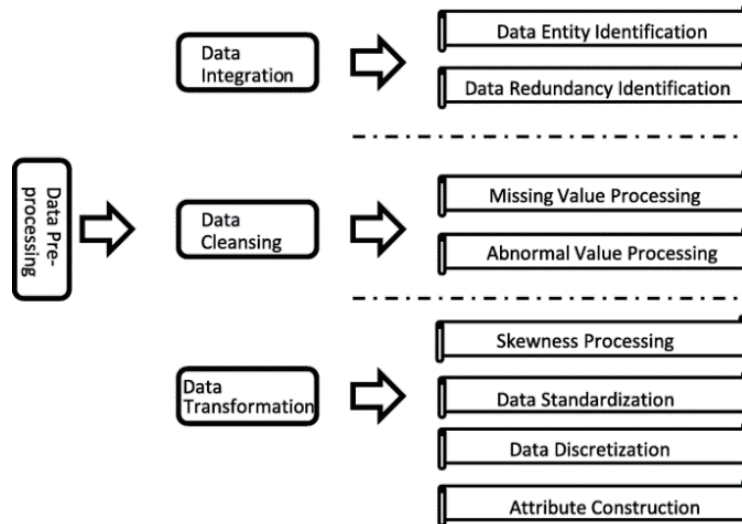 Data Pre-
processing
Data
Integration
Data Entity Identification
Data Redundancy Identification
Data
Cleansing
Missing Value Processing
Abnormal Value Processing
Data
Transformation
Skewness Processing
Data Standardization
Data Discretization
Attribute Construction